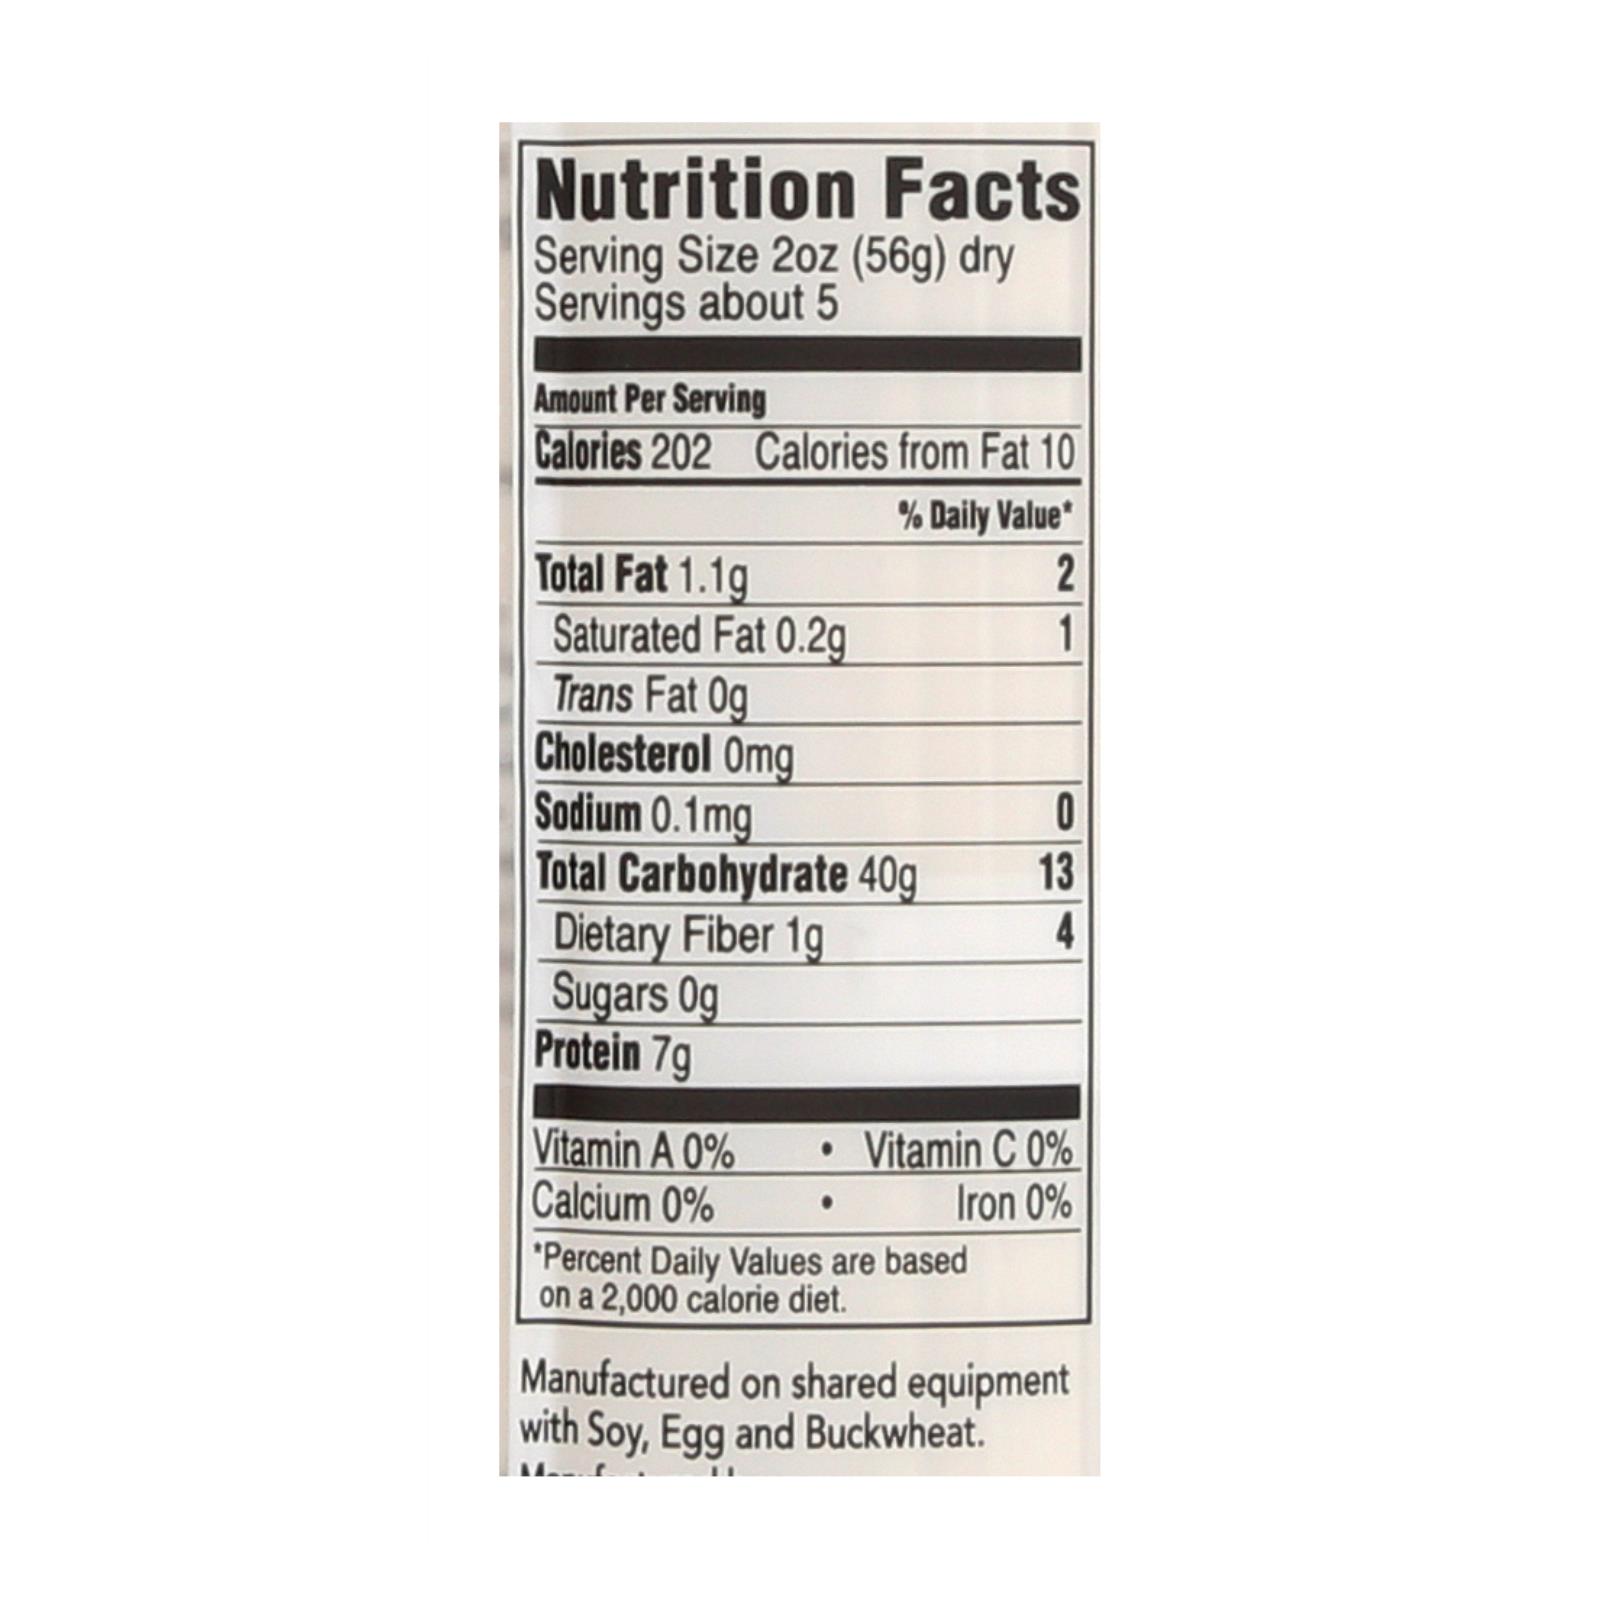 Nutrition Facts
Serving Size 2oz (56g) dry
Servings about 5
Amount Per Serving
Calories 202 Calories from Fat 10
% Daily Value*
Total Fat 1.1g 2
Saturated Fat 0.2g 1
Trans Fat 0g
Cholesterol 0mg
Sodium 0.1mg 0
Total Carbohydrate 40g 13
Dietary Fiber 1g 4
Sugars 0g
Protein 7g
Vitamin A 0% • Vitamin C 0%
Calcium 0% • Iron 0%
*Percent Daily Values are based
on a 2,000 calorie diet.
Manufactured on shared equipment
with Soy, Egg and Buckwheat.